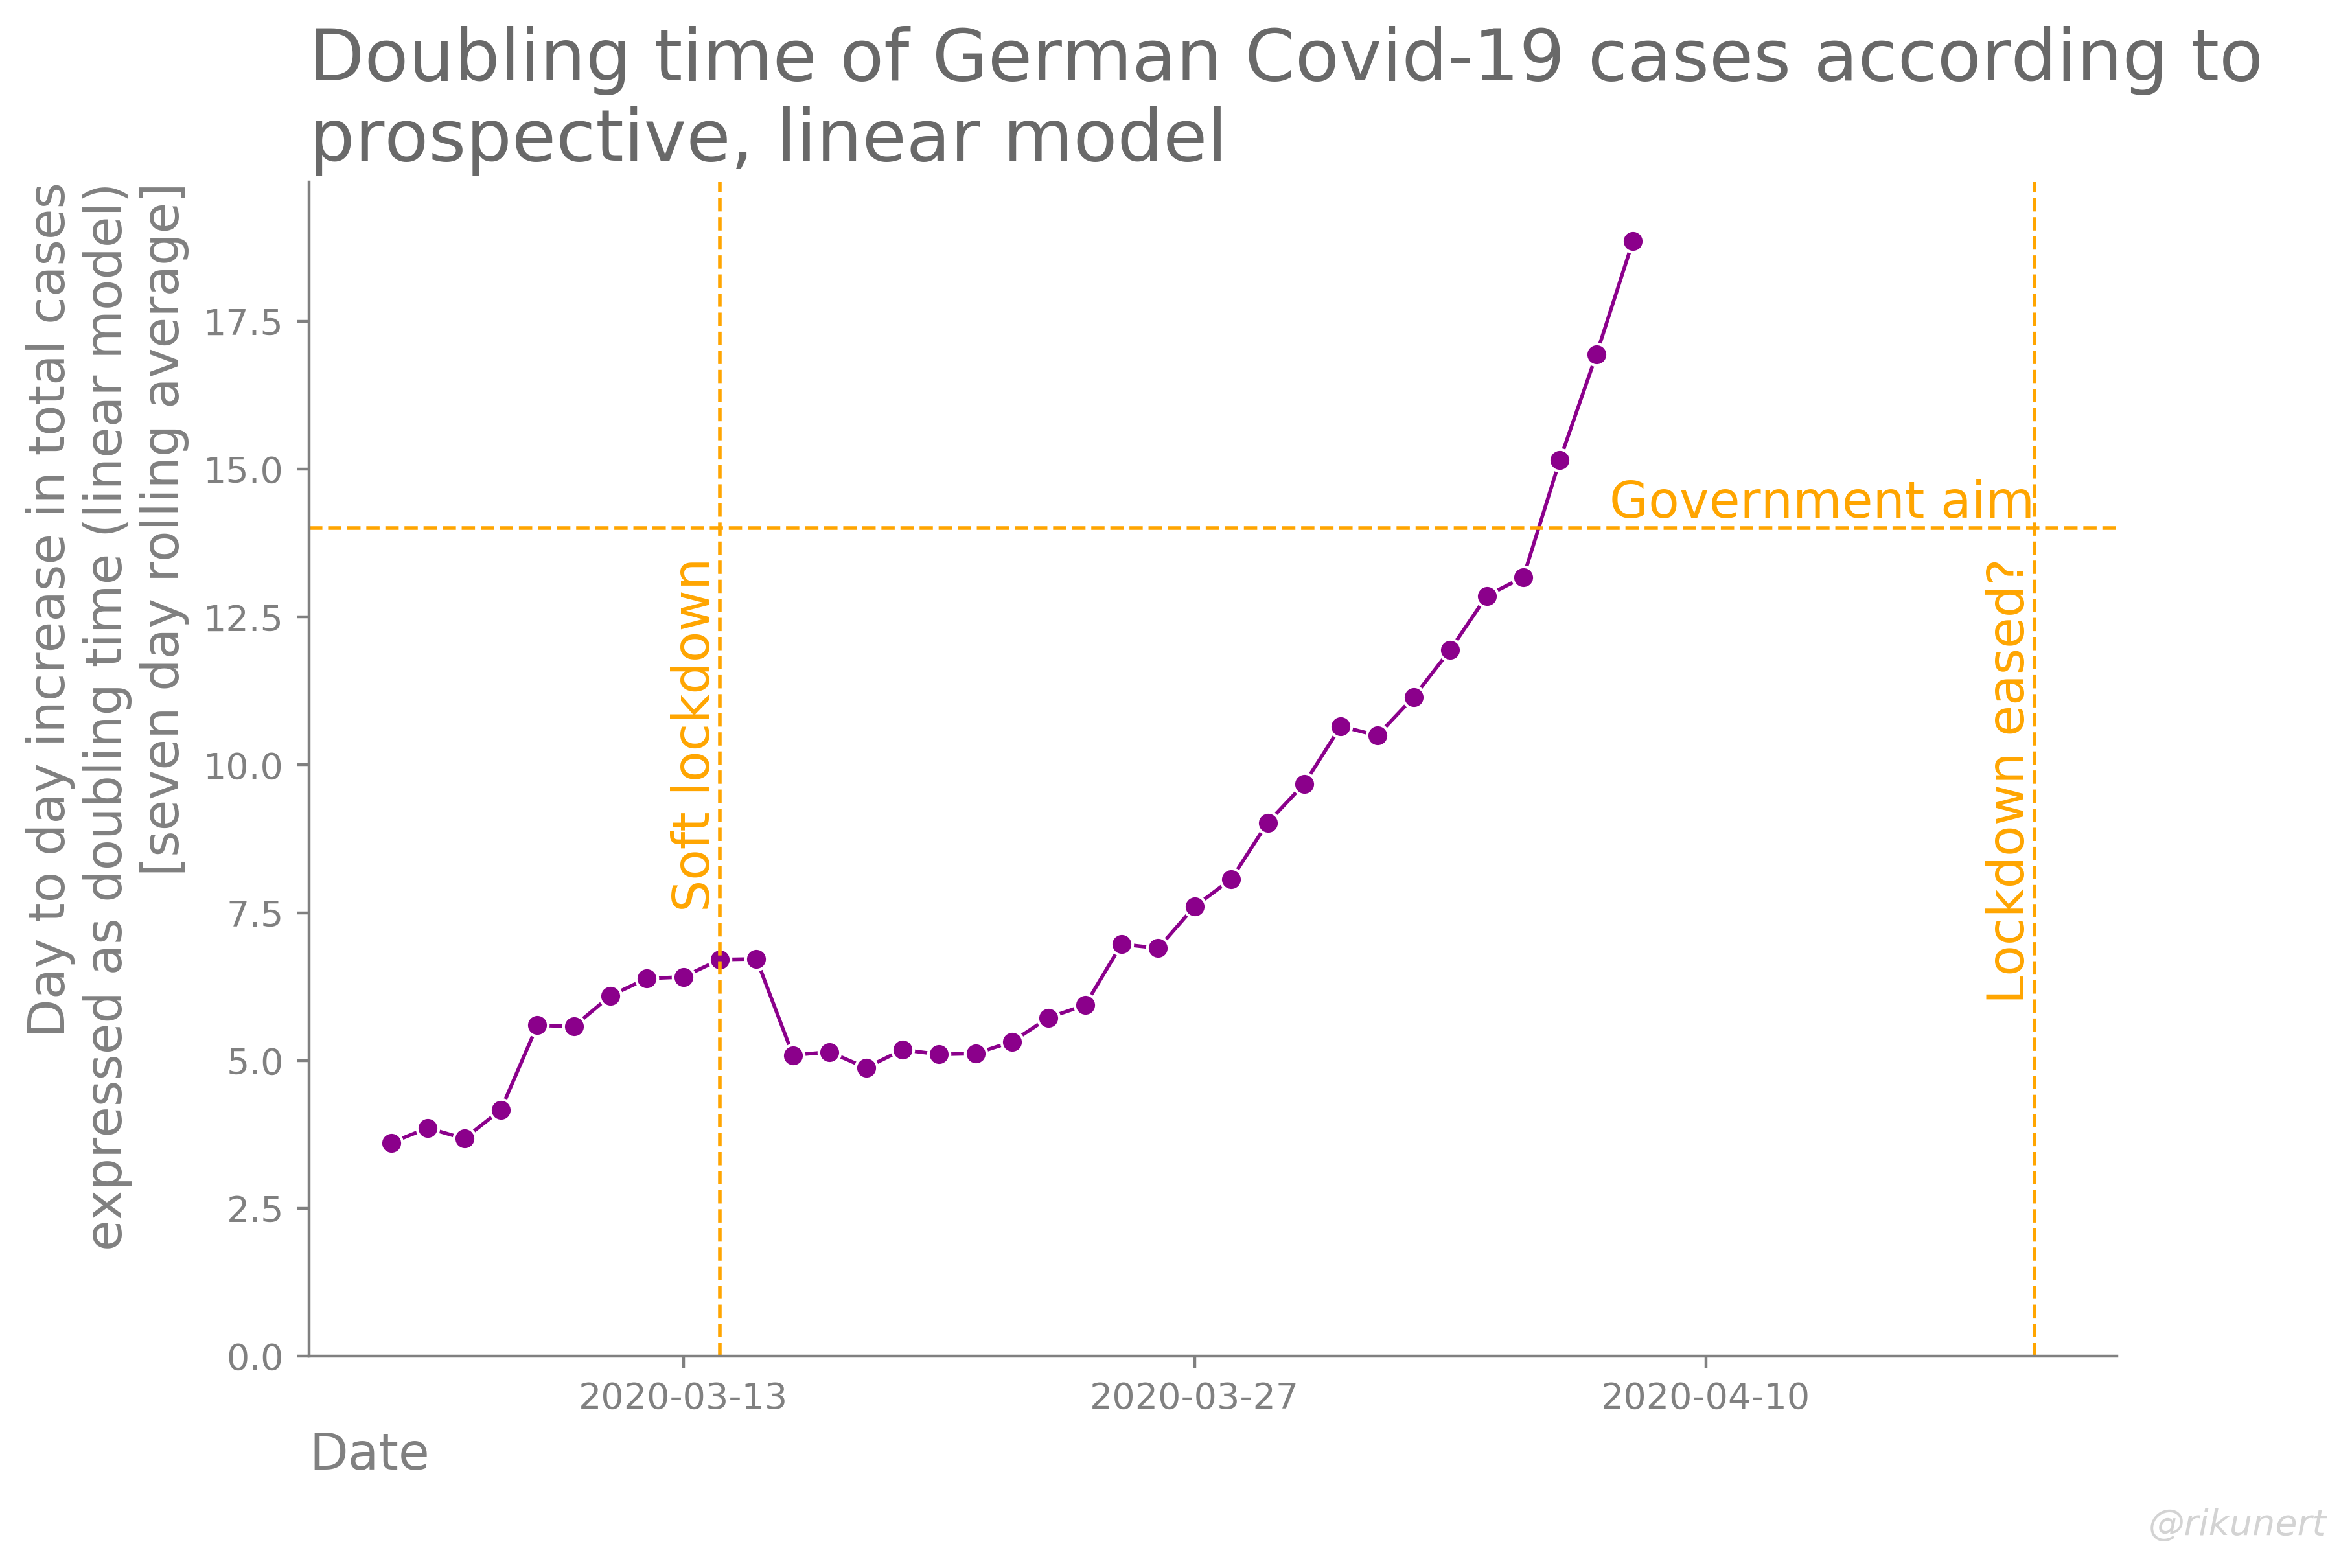 Doubling time of German Covid-19 cases according to
prospective, linear model
Day to day increase in total cases
expressed as doubling time (linear model)
[seven day rolling average]
17.5
15.0
12.5
10.0
7.5
5.0
2.5
0.0
Government aim
Soft lockdown
Lockdown eased?
2020-03-13
2020-03-27
2020-04-10
Date
@rikunert